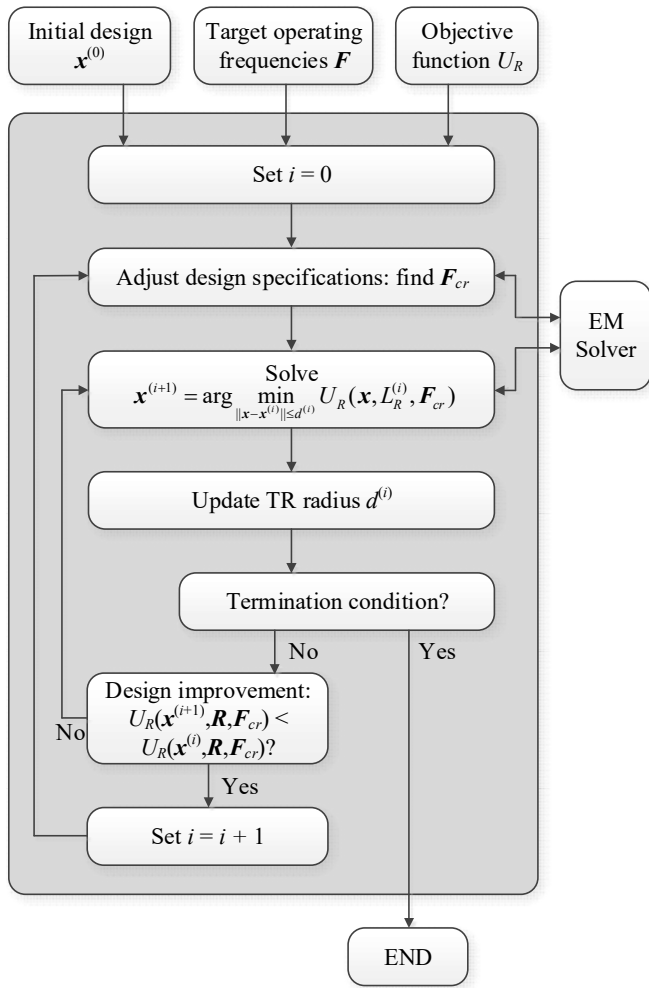 Initial design
x^(0)
Target operating
frequencies F
Objective
function U_R
Set i = 0
Adjust design specifications: find F_cr
EM
Solver
Solve
x^(i+1) = arg min U_R(x, L_R^(i), F_cr)
||x−x^(i)||≤d^(i)
Update TR radius d^(i)
Termination condition?
No
Yes
Design improvement:
U_R(x^(i+1),R,F_cr) <
U_R(x^(i),R,F_cr)?
No
Yes
Set i = i + 1
END